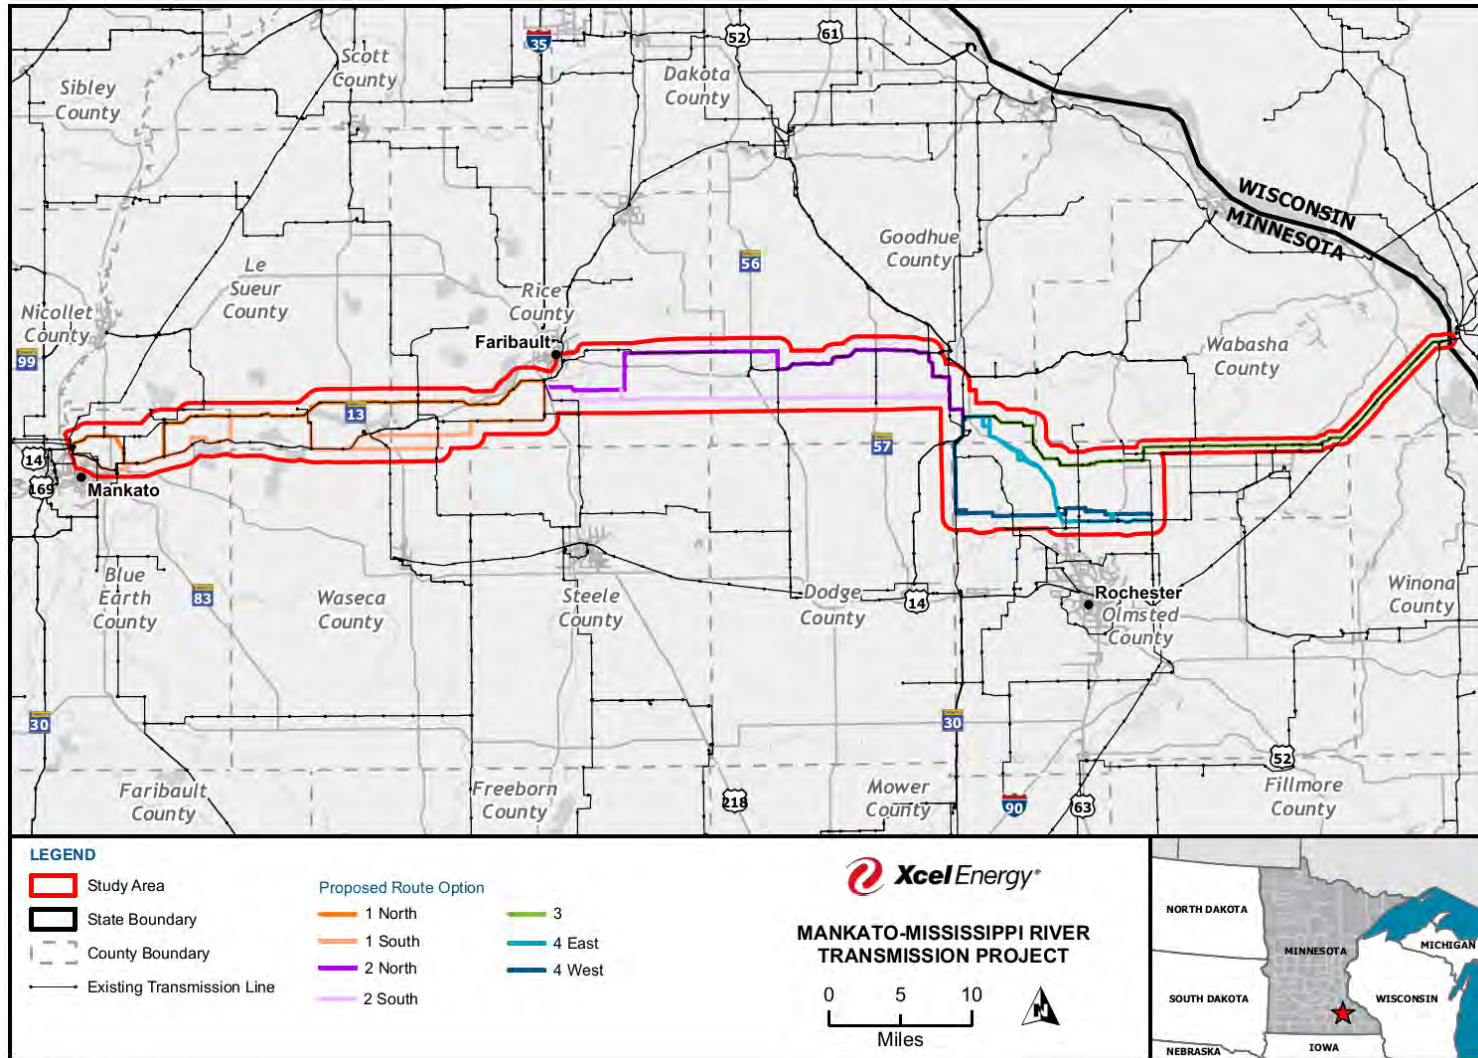 35
52
61
Scott
County
Sibley
County
Dakota
County
WISCONSIN
MINNESOTA
Goodhue
County
56
Le
Sueur
County
Rice
County
Nicollet
County
Faribault
99
Wabasha
County
13
14
57
169
Mankato
Blue
Earth
County
83
Waseca
County
Steele
County
Dodge
County
14
Rochester
Olmsted
County
Winona
County
30
30
52
Faribault
County
Freeborn
County
218
Mower
County
90
63
Fillmore
County
LEGEND
Study Area
State Boundary
County Boundary
Existing Transmission Line
Proposed Route Option
1 North
1 South
2 North
2 South
3
4 East
4 West
Xcel Energy®
MANKATO-MISSISSIPPI RIVER
TRANSMISSION PROJECT
0 5 10
Miles
N
NORTH DAKOTA
MINNESOTA
MICHIGAN
SOUTH DAKOTA
WISCONSIN
NEBRASKA
IOWA